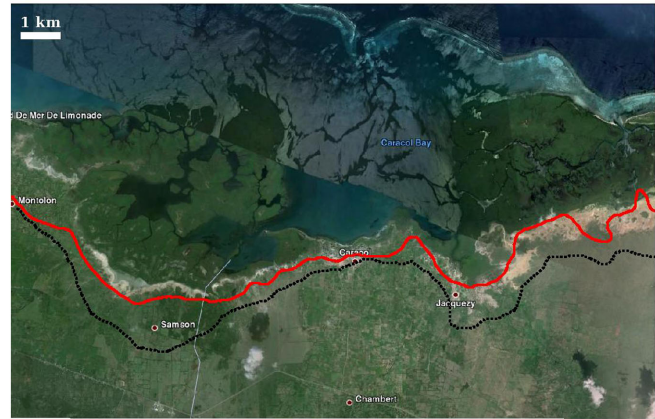 1 km
d De Mer De Limonade
Caracol Bay
Montolon
Caracol
Jacquezy
Samson
Chambert